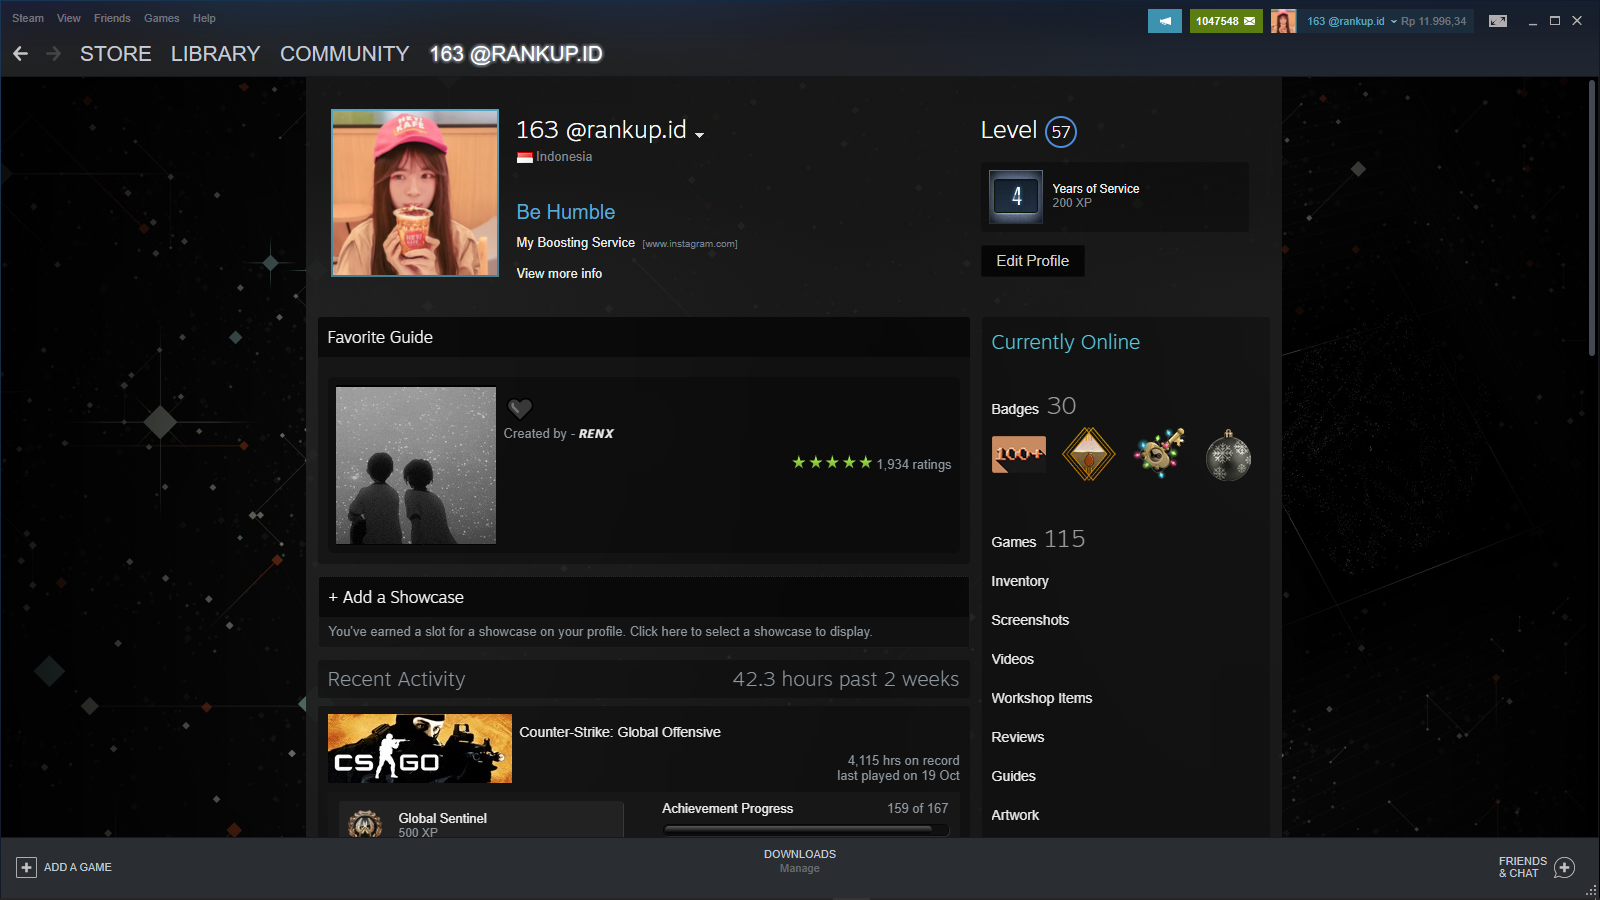 Steam View Friends Games Help
1047548
163 @rankup.id
Rp 11.996,34
STORE LIBRARY COMMUNITY 163 @RANKUP.ID
HEY! KAFE
163 @rankup.id
Indonesia
Be Humble
My Boosting Service [www.instagram.com]
View more info
Level 57
4
Years of Service
200 XP
Edit Profile
Favorite Guide
Created by - RENX
1,934 ratings
+ Add a Showcase
You've earned a slot for a showcase on your profile. Click here to select a showcase to display.
Recent Activity 42.3 hours past 2 weeks
CS GO
Counter-Strike: Global Offensive
4,115 hrs on record
last played on 19 Oct
Global Sentinel
500 XP
Achievement Progress 159 of 167
Currently Online
Badges 30
100+
Games 115
Inventory
Screenshots
Videos
Workshop Items
Reviews
Guides
Artwork
ADD A GAME
DOWNLOADS
Manage
FRIENDS
& CHAT